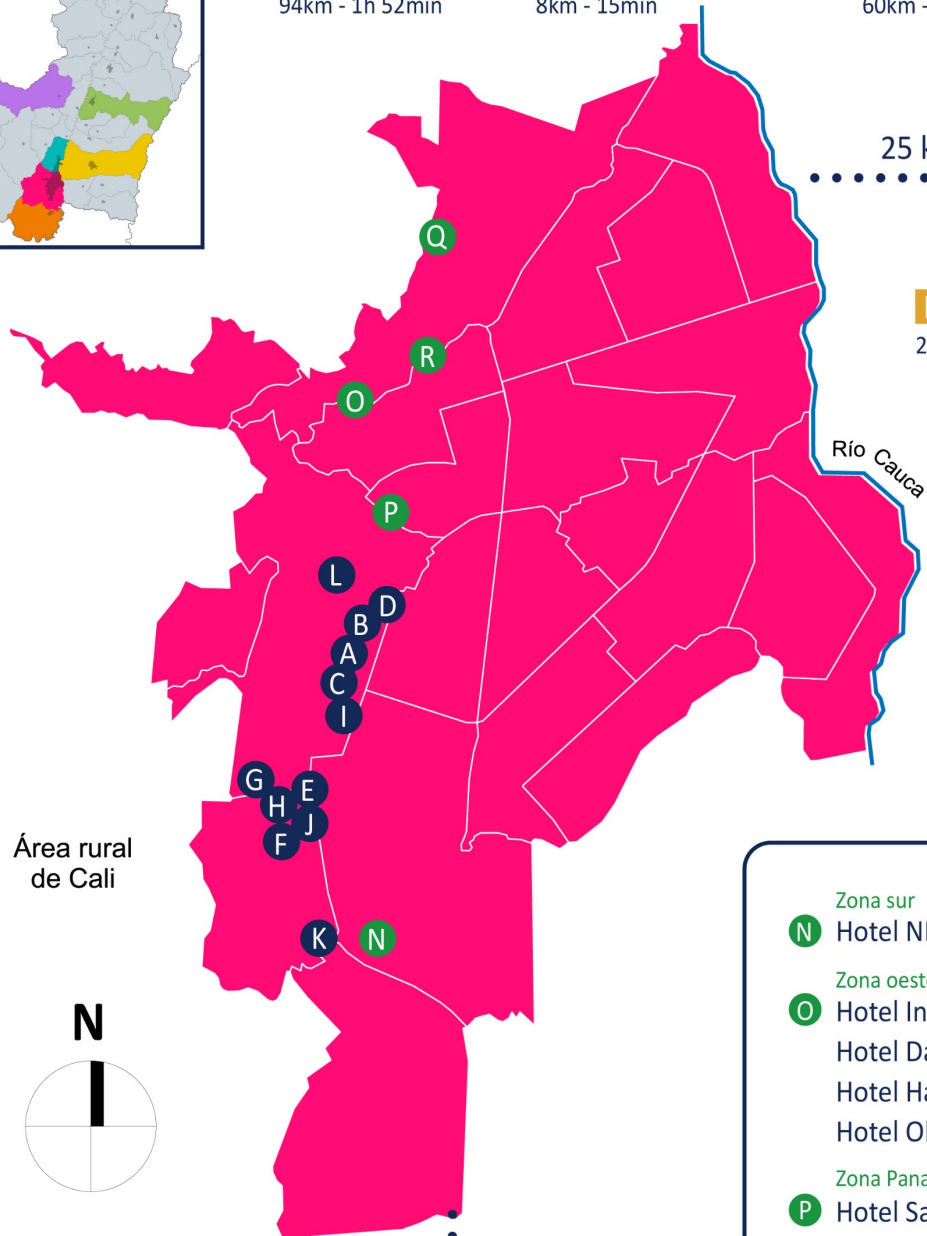 94km - 1h 52min
8km - 15min
60km -
25 k
2
Q
R
O
Río Cauca
P
L
D
B
A
C
I
G
E
H
J
F
Área rural
de Cali
K
N
N
Zona sur
N Hotel N
Zona oeste
O Hotel In
Hotel Da
Hotel Ha
Hotel Ol
Zona Pana
P Hotel Sa